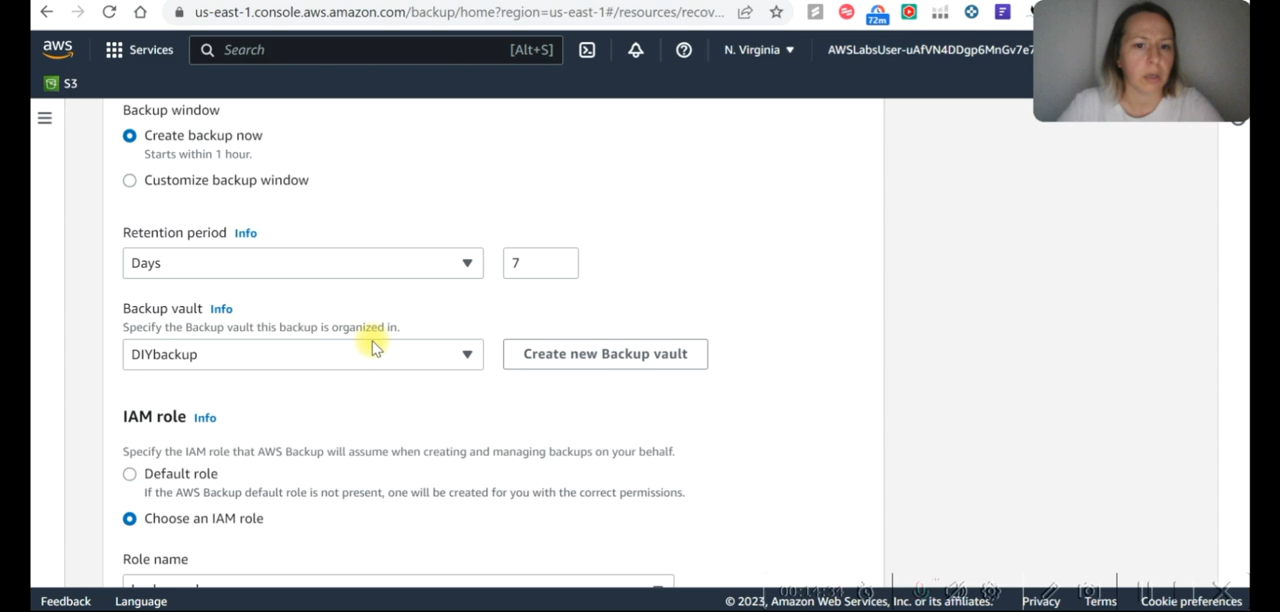 us-east-1.console.aws.amazon.com/backup/home?region=us-east-1#/resources/recov...
72m
aws
Services
Search
[Alt+S]
N. Virginia
AWSLabsUser-uAfVN4DDgp6MnGv7e7
S3
Backup window
Create backup now
Starts within 1 hour.
Customize backup window
Retention period Info
Days
7
Backup vault Info
Specify the Backup vault this backup is organized in.
DIYbackup
Create new Backup vault
IAM role Info
Specify the IAM role that AWS Backup will assume when creating and managing backups on your behalf.
Default role
If the AWS Backup default role is not present, one will be created for you with the correct permissions.
Choose an IAM role
Role name
Feedback
Language
© 2023, Amazon Web Services, Inc. or its affiliates.
Privacy
Terms
Cookie preferences